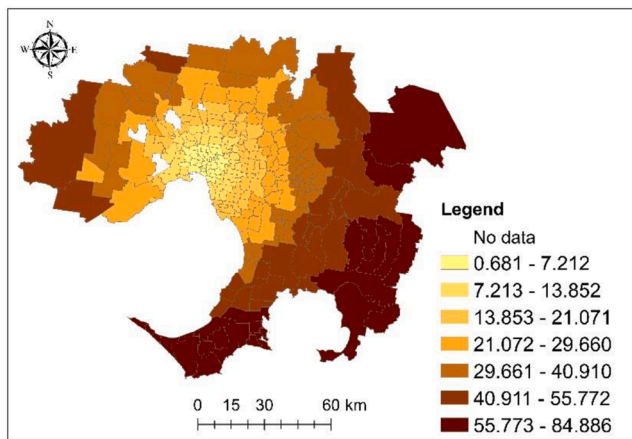 N
W E
S
Legend
No data
0.681 - 7.212
7.213 - 13.852
13.853 - 21.071
21.072 - 29.660
29.661 - 40.910
40.911 - 55.772
55.773 - 84.886
0 15 30 60 km